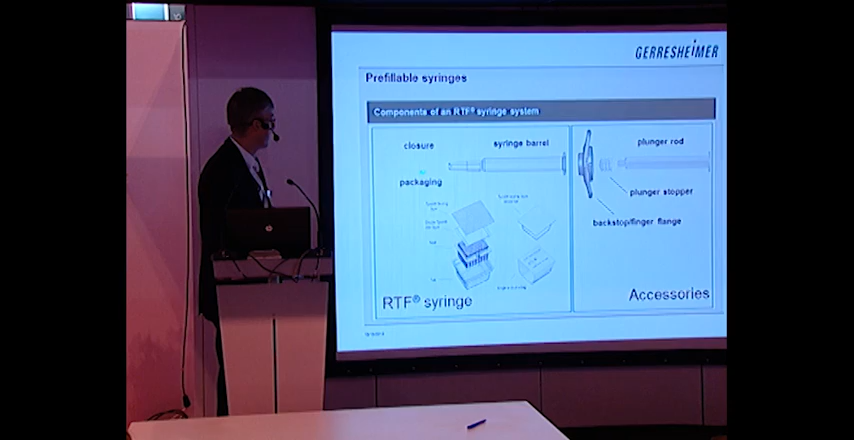 GERRESHEIMER
Prefillable syringes
Components of an RTF® syringe system
closure
syringe barrel
packaging
RTF® syringe
plunger rod
plunger stopper
backstop/finger flange
Accessories